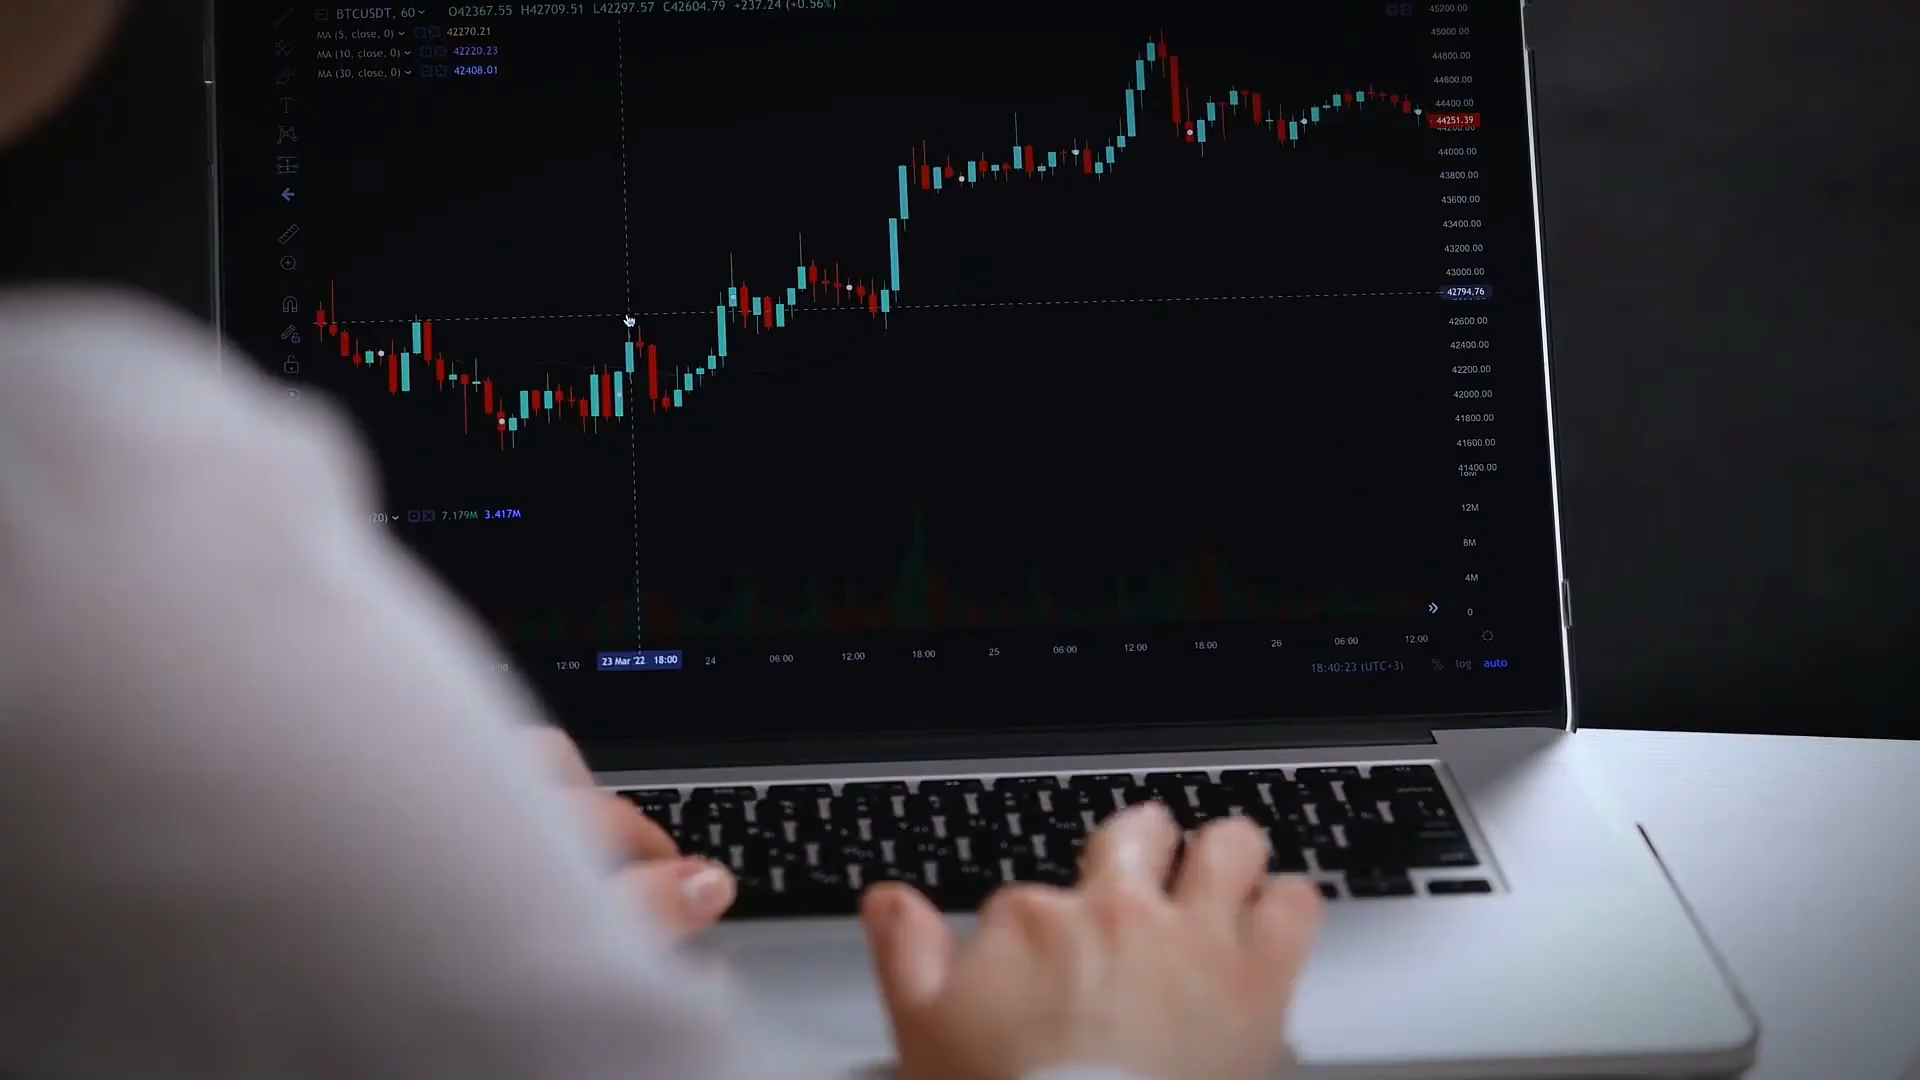 BTCUSDT, 60 O42367.55 H42709.51 L42297.57 C42604.79 +237.24 (+0.56%)
MA (5, close, 0) 42270.21
MA (10, close, 0) 42220.23
MA (30, close, 0) 42408.01
45200.00
45000.00
44800.00
44600.00
44400.00
44251.39
44200.00
44000.00
43800.00
43600.00
43400.00
43200.00
43000.00
42794.76
42600.00
42400.00
42200.00
42000.00
41800.00
41600.00
41400.00
(20) 7.179M 3.417M
12M
8M
4M
0
12:00 23 Mar '22 18:00 24 06:00 12:00 18:00 25 06:00 12:00 18:00 26 06:00 12:00
18:40:23 (UTC+3) % log auto